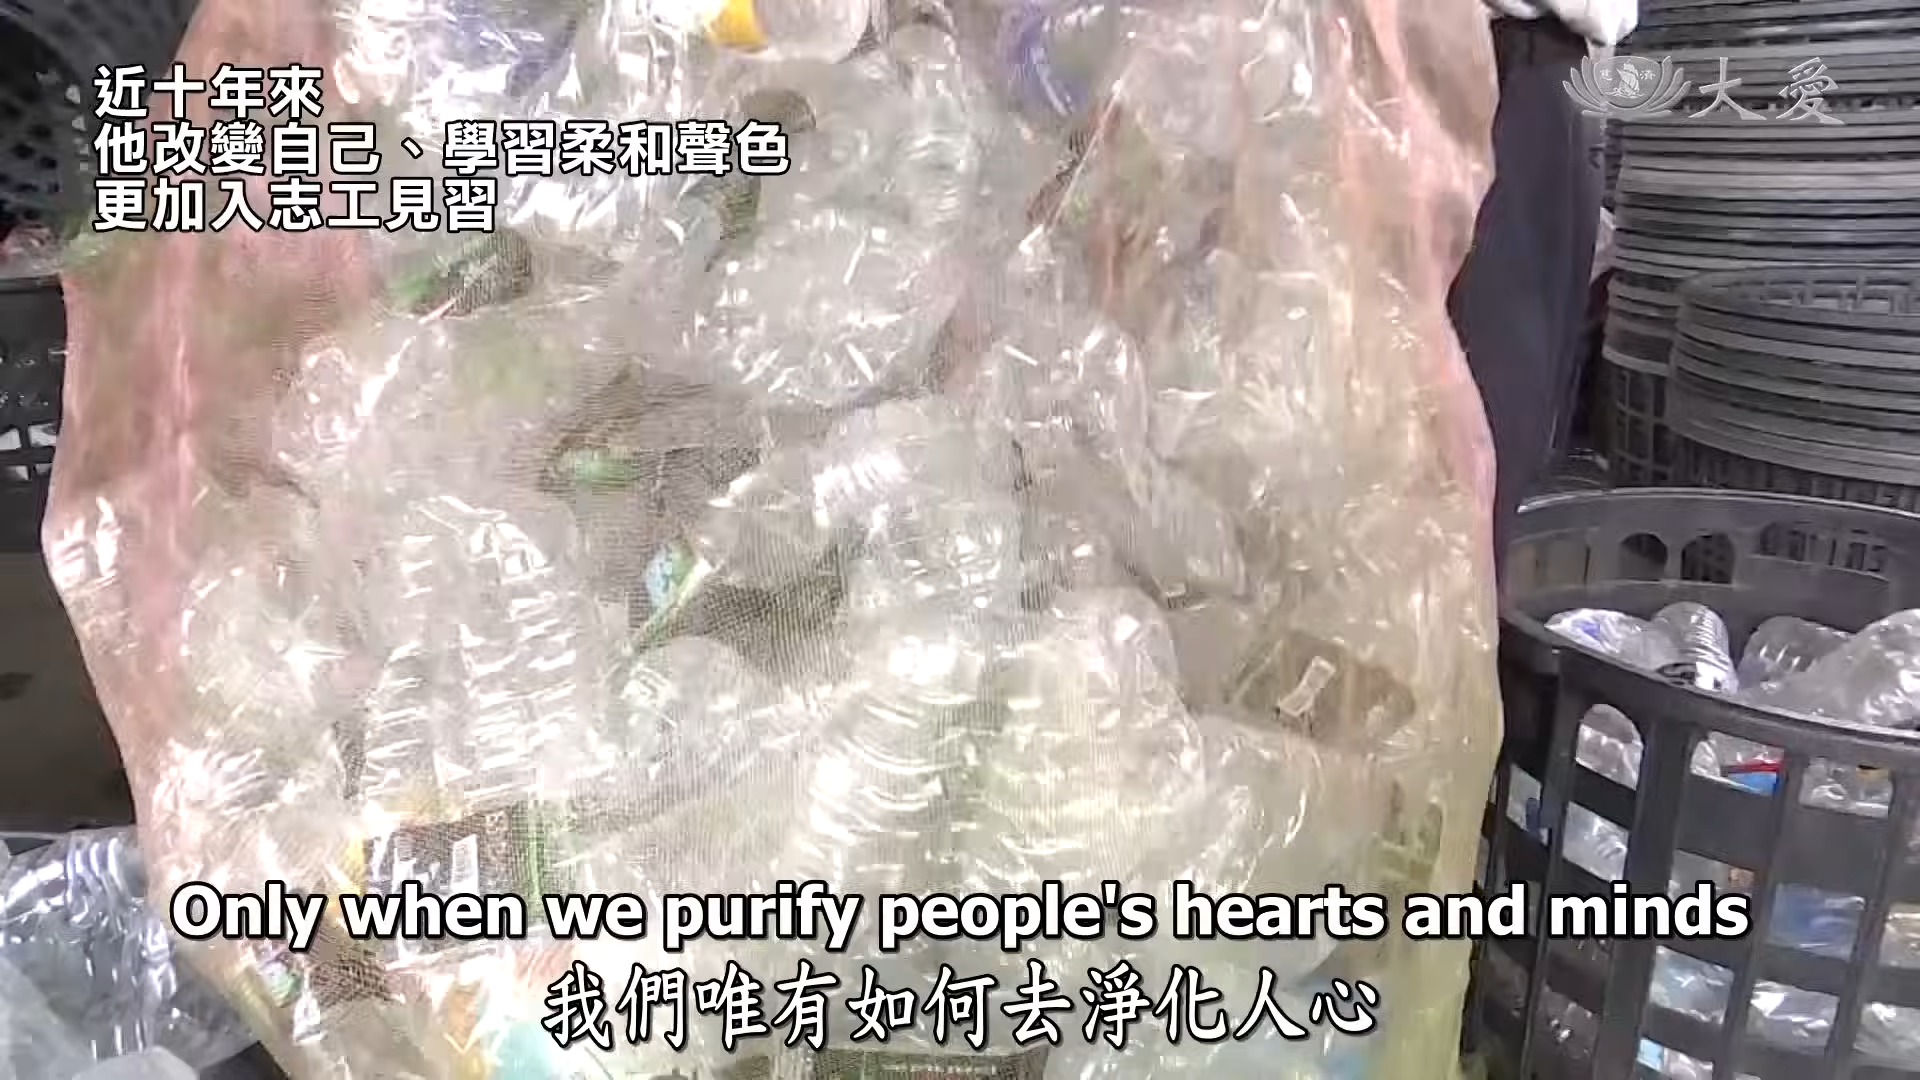 近十年來
他改變自己、學習柔和聲色
更加入志工見習
慈濟
大愛
Only when we purify people's hearts and minds
我們唯有如何去淨化人心